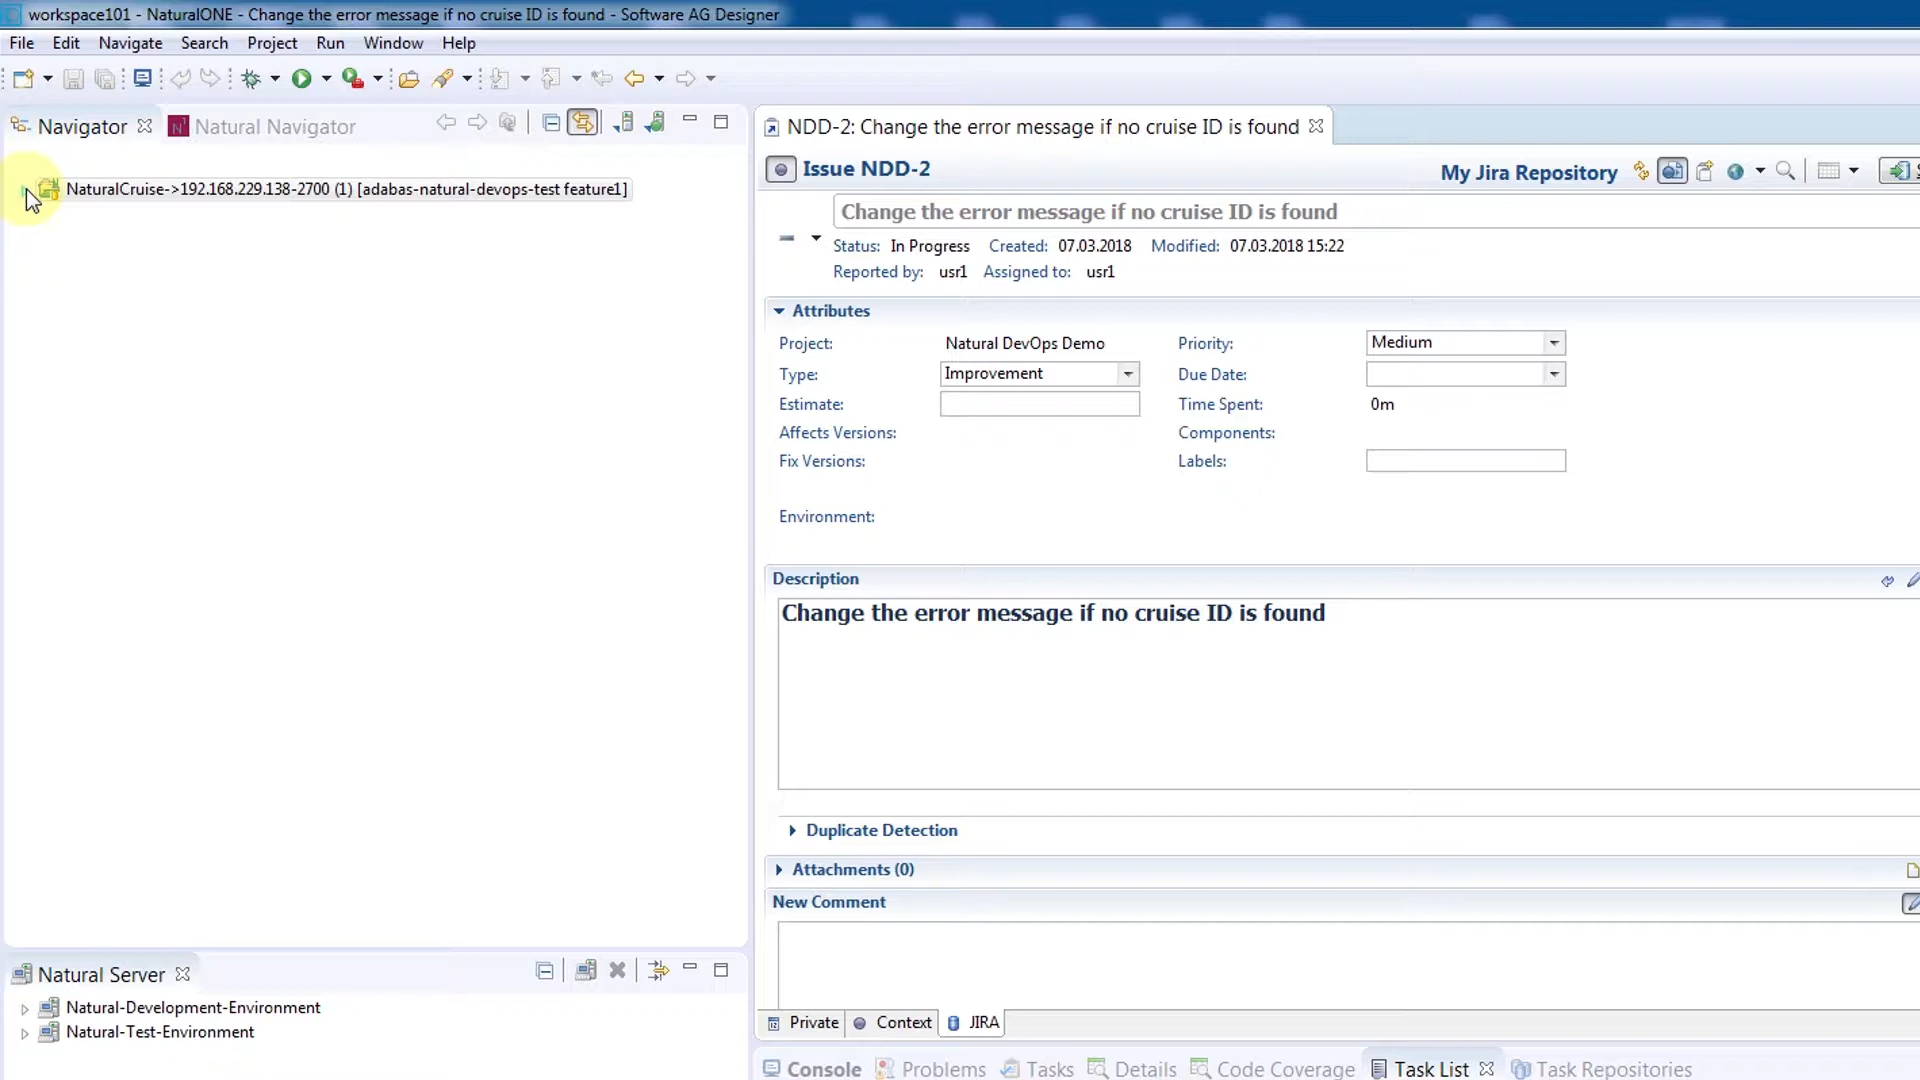 workspace101 - NaturalONE - Change the error message if no cruise ID is found - Software AG Designer
File Edit Navigate Search Project Run Window Help
Navigator Natural Navigator
NaturalCruise->192.168.229.138-2700 (1) [adabas-natural-devops-test feature1]
NDD-2: Change the error message if no cruise ID is found
Issue NDD-2 My Jira Repository
Change the error message if no cruise ID is found
Status: In Progress Created: 07.03.2018 Modified: 07.03.2018 15:22
Reported by: usr1 Assigned to: usr1
Attributes
Project: Natural DevOps Demo Priority: Medium
Type: Improvement Due Date:
Estimate: Time Spent: 0m
Affects Versions: Components:
Fix Versions: Labels:
Environment:
Description
Change the error message if no cruise ID is found
Duplicate Detection
Attachments (0)
New Comment
Natural Server
Natural-Development-Environment
Natural-Test-Environment
Private Context JIRA
Console Problems Tasks Details Code Coverage Task List Task Repositories